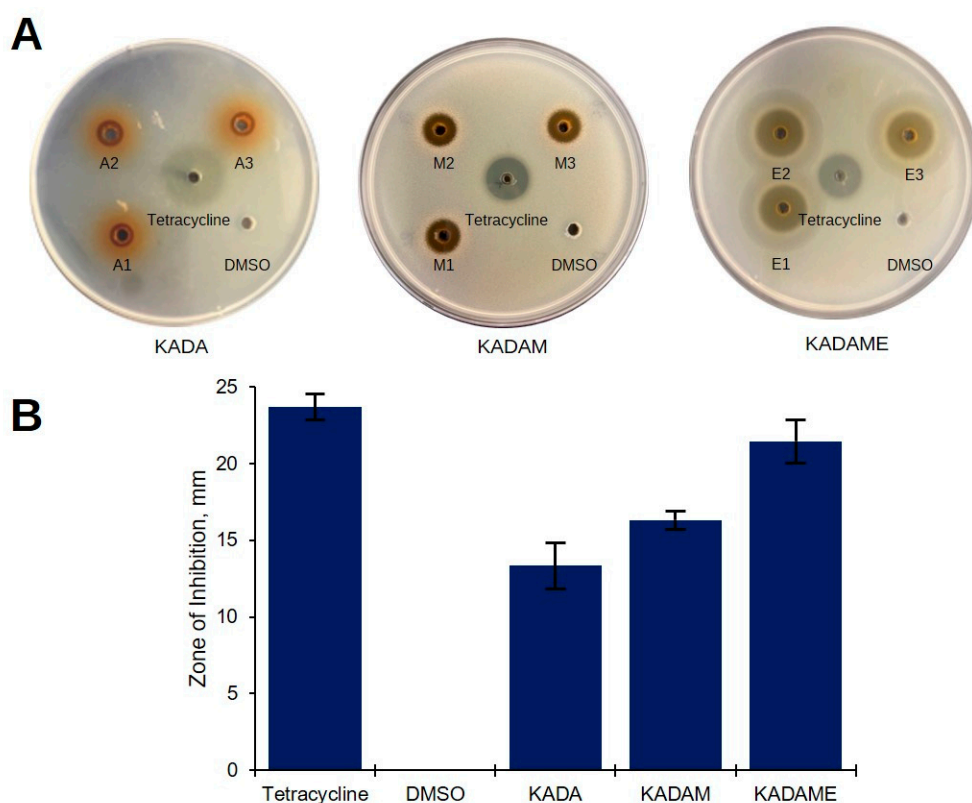 A
A2
A3
Tetracycline
A1
DMSO
KADA
M2
M3
Tetracycline
M1
DMSO
KADAM
E2
E3
Tetracycline
E1
DMSO
KADAME
B
Zone of Inhibition, mm
25
20
15
10
5
0
Tetracycline
DMSO
KADA
KADAM
KADAME